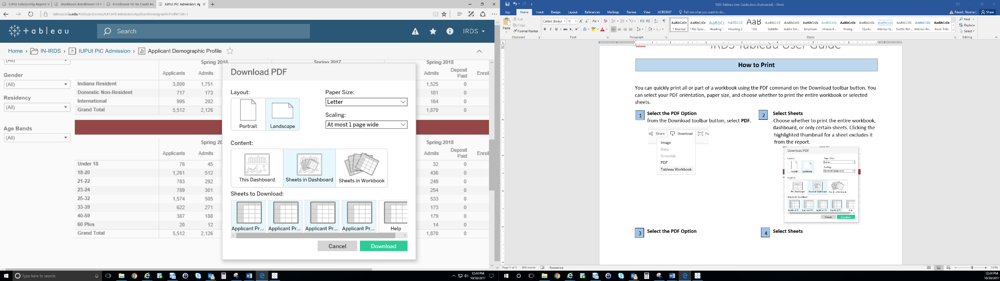 IUPUI Scholarship Report: V
Workbook: Enrollment-10 Y
Enrollment-10 Yrs Credit Ho
IUPUI PiC Admission: Ap
tableau.bi.iu.edu/#/site/prd/views/IUPUIPiCAdmission/ApplicantDemographicProfile?:iid=1
+ a b l e a u
Search
IRDS
Home › IN-IRDS › IUPUI PiC Admission › Applicant Demographic Profile
(All)
Gender
(All)
Residency
(All)
Age Bands
(All)
Spring 2016 Spring 2017 Spring 2018
Applicants Admits Admits Deposit Paid Enroll
Indiana Resident 3,800 1,751 1,525 0
Domestic Non-Resident 717 173 181 0
International 995 202 164 0
Grand Total 5,512 2,126 1,870 0
Spring 20 Spring 2018
Applicants Admits Admits Deposit Paid Enroll
Under 18 76 45 32 0
18-20 1,261 512 436 0
21-22 783 292 249 0
23-24 789 301 254 0
25-32 1,574 505 533 0
33-39 622 271 173 0
40-59 387 188 179 0
60 Plus 20 12 14 0
Grand Total 5,512 2,126 1,870 0
Download PDF
Layout:
Portrait Landscape
Paper Size:
Letter
Scaling:
At most 1 page wide
Content:
This Dashboard Sheets in Dashboard Sheets in Workbook
Sheets to Download:
Applicant Pr... Applicant Pr... Applicant Pr... Applicant Pr... Help
Cancel Download
Type here to search
12:44 PM
10/30/2017
IRDS Tableau User Guide.docx (Autosaved) - Word
File Home Insert Design Layout References Mailings Review View ACROBAT Tell me what you want to do...
Fewell, Norma L Share
Paste
Cut
Copy
Format Painter
Clipboard
Calibri (Body) 11
Font
Paragraph
AaBbCcDc AaBbCcDc AaBbCc AaBbCcE AaB AaBbCcE AaBbCcDc AaBbCcDc AaBbCcDc AaBbCcDc AaBbCcDc AaBbCcDc AaBbCcDc AaBbCcDc AaBbCcDc
¶ Normal ¶ No Spac... Heading 1 Heading 2 Title Subtitle Subtle Em... Emphasis Intense E... Strong Quote Intense Q... Subtle Ref... Intense Re... Book Title
Styles
Find
Replace
Select
Editing
IRDS Tableau User Guide
How to Print
You can quickly print all or part of a workbook using the PDF command on the Download toolbar button. You
can select your PDF orientation, paper size, and choose whether to print the entire workbook or selected
sheets.
1 Select the PDF Option
from the Download toolbar button, select PDF.
Share Download Fu
Image
Data
Crosstab
PDF
Tableau Workbook
2 Select Sheets
Choose whether to print the entire workbook,
dashboard, or only certain sheets. Clicking the
highlighted thumbnail for a sheet excludes it
from the report.
Download PDF
Layout:
Paper Size:
Letter
Scaling:
At most 1 page wide
Portrait Landscape
Content:
This Dashboard Sheets in Dashboard Sheets in Workbook
Sheets to Download:
Applicant Pr... Applicant Pr... Applicant Pr... Applicant Pr... Help
Cancel Download
3 Select the PDF Option
4 Select Sheets
Page 5 of 5 906 words Recovered
143%
12:44 PM
10/30/2017